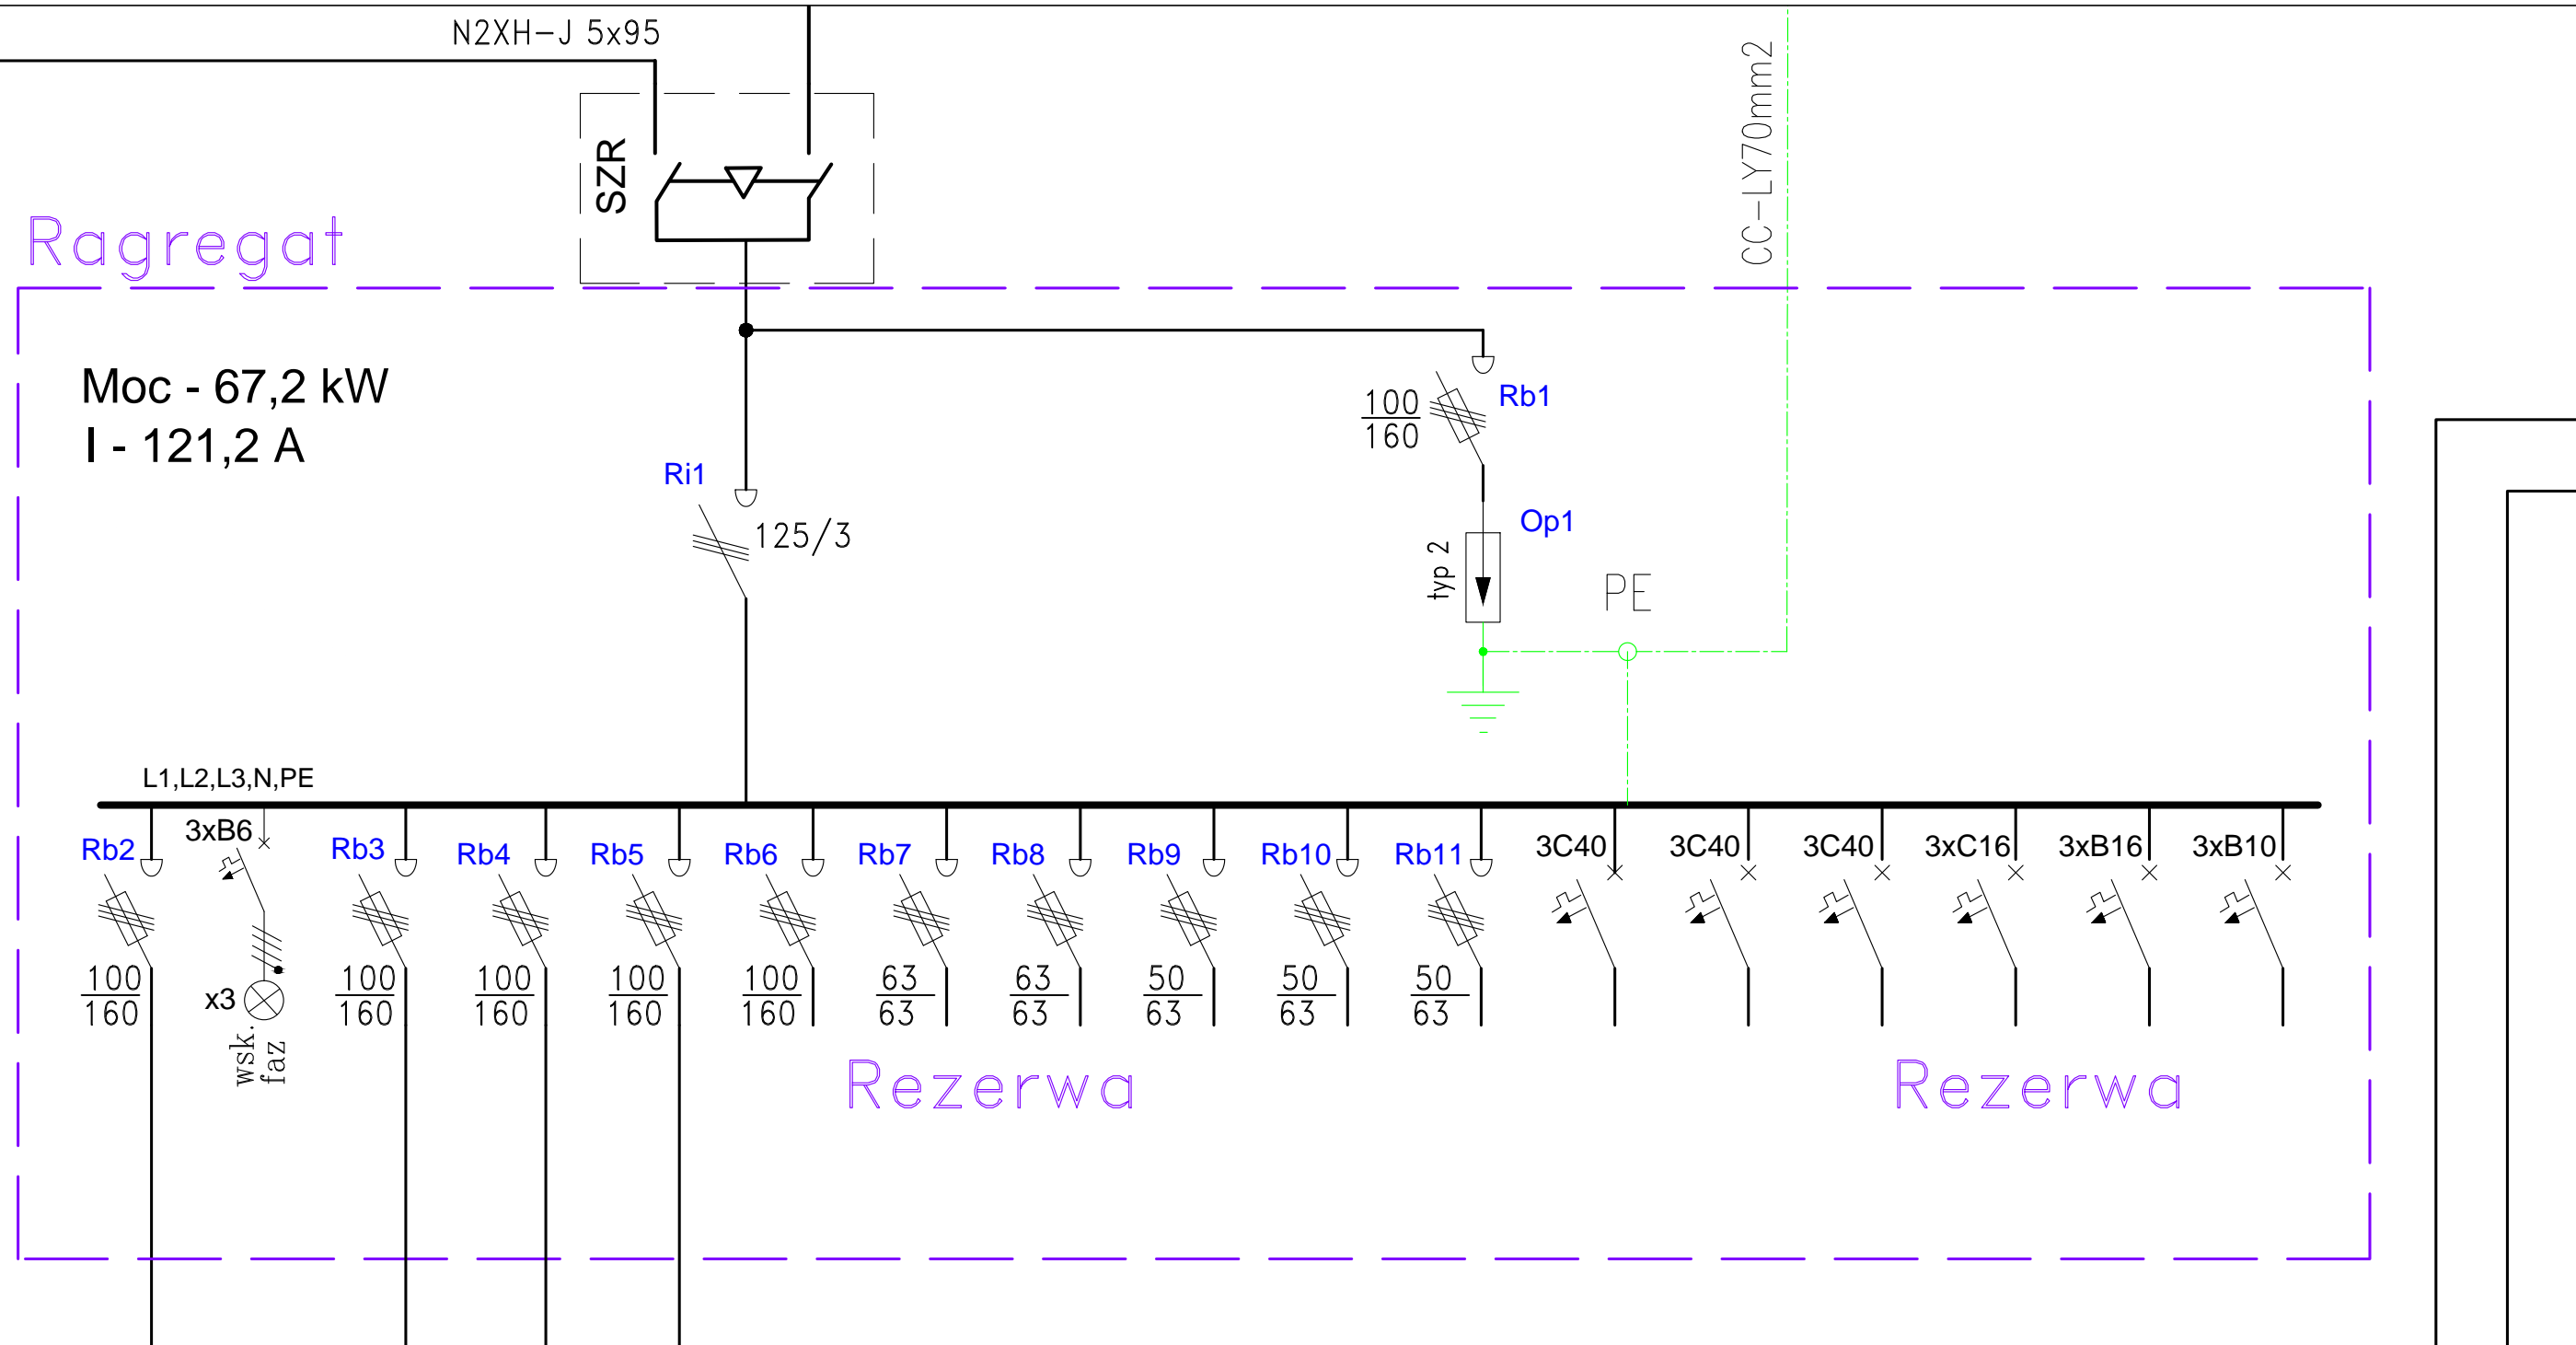 N2XH-J 5x95
CC-LY70mm2
SZR
Ragregat
Moc - 67,2 kW
I - 121,2 A
100
160
Rb1
Ri1
125/3
Op1
typ 2
PE
L1,L2,L3,N,PE
Rb2
3xB6
Rb3
Rb4
Rb5
Rb6
Rb7
Rb8
Rb9
Rb10
Rb11
3C40
3C40
3C40
3xC16
3xB16
3xB10
100
160
x3
100
160
100
160
100
160
100
160
63
63
63
63
50
63
50
63
50
63
wsk.
faz
Rezerwa
Rezerwa